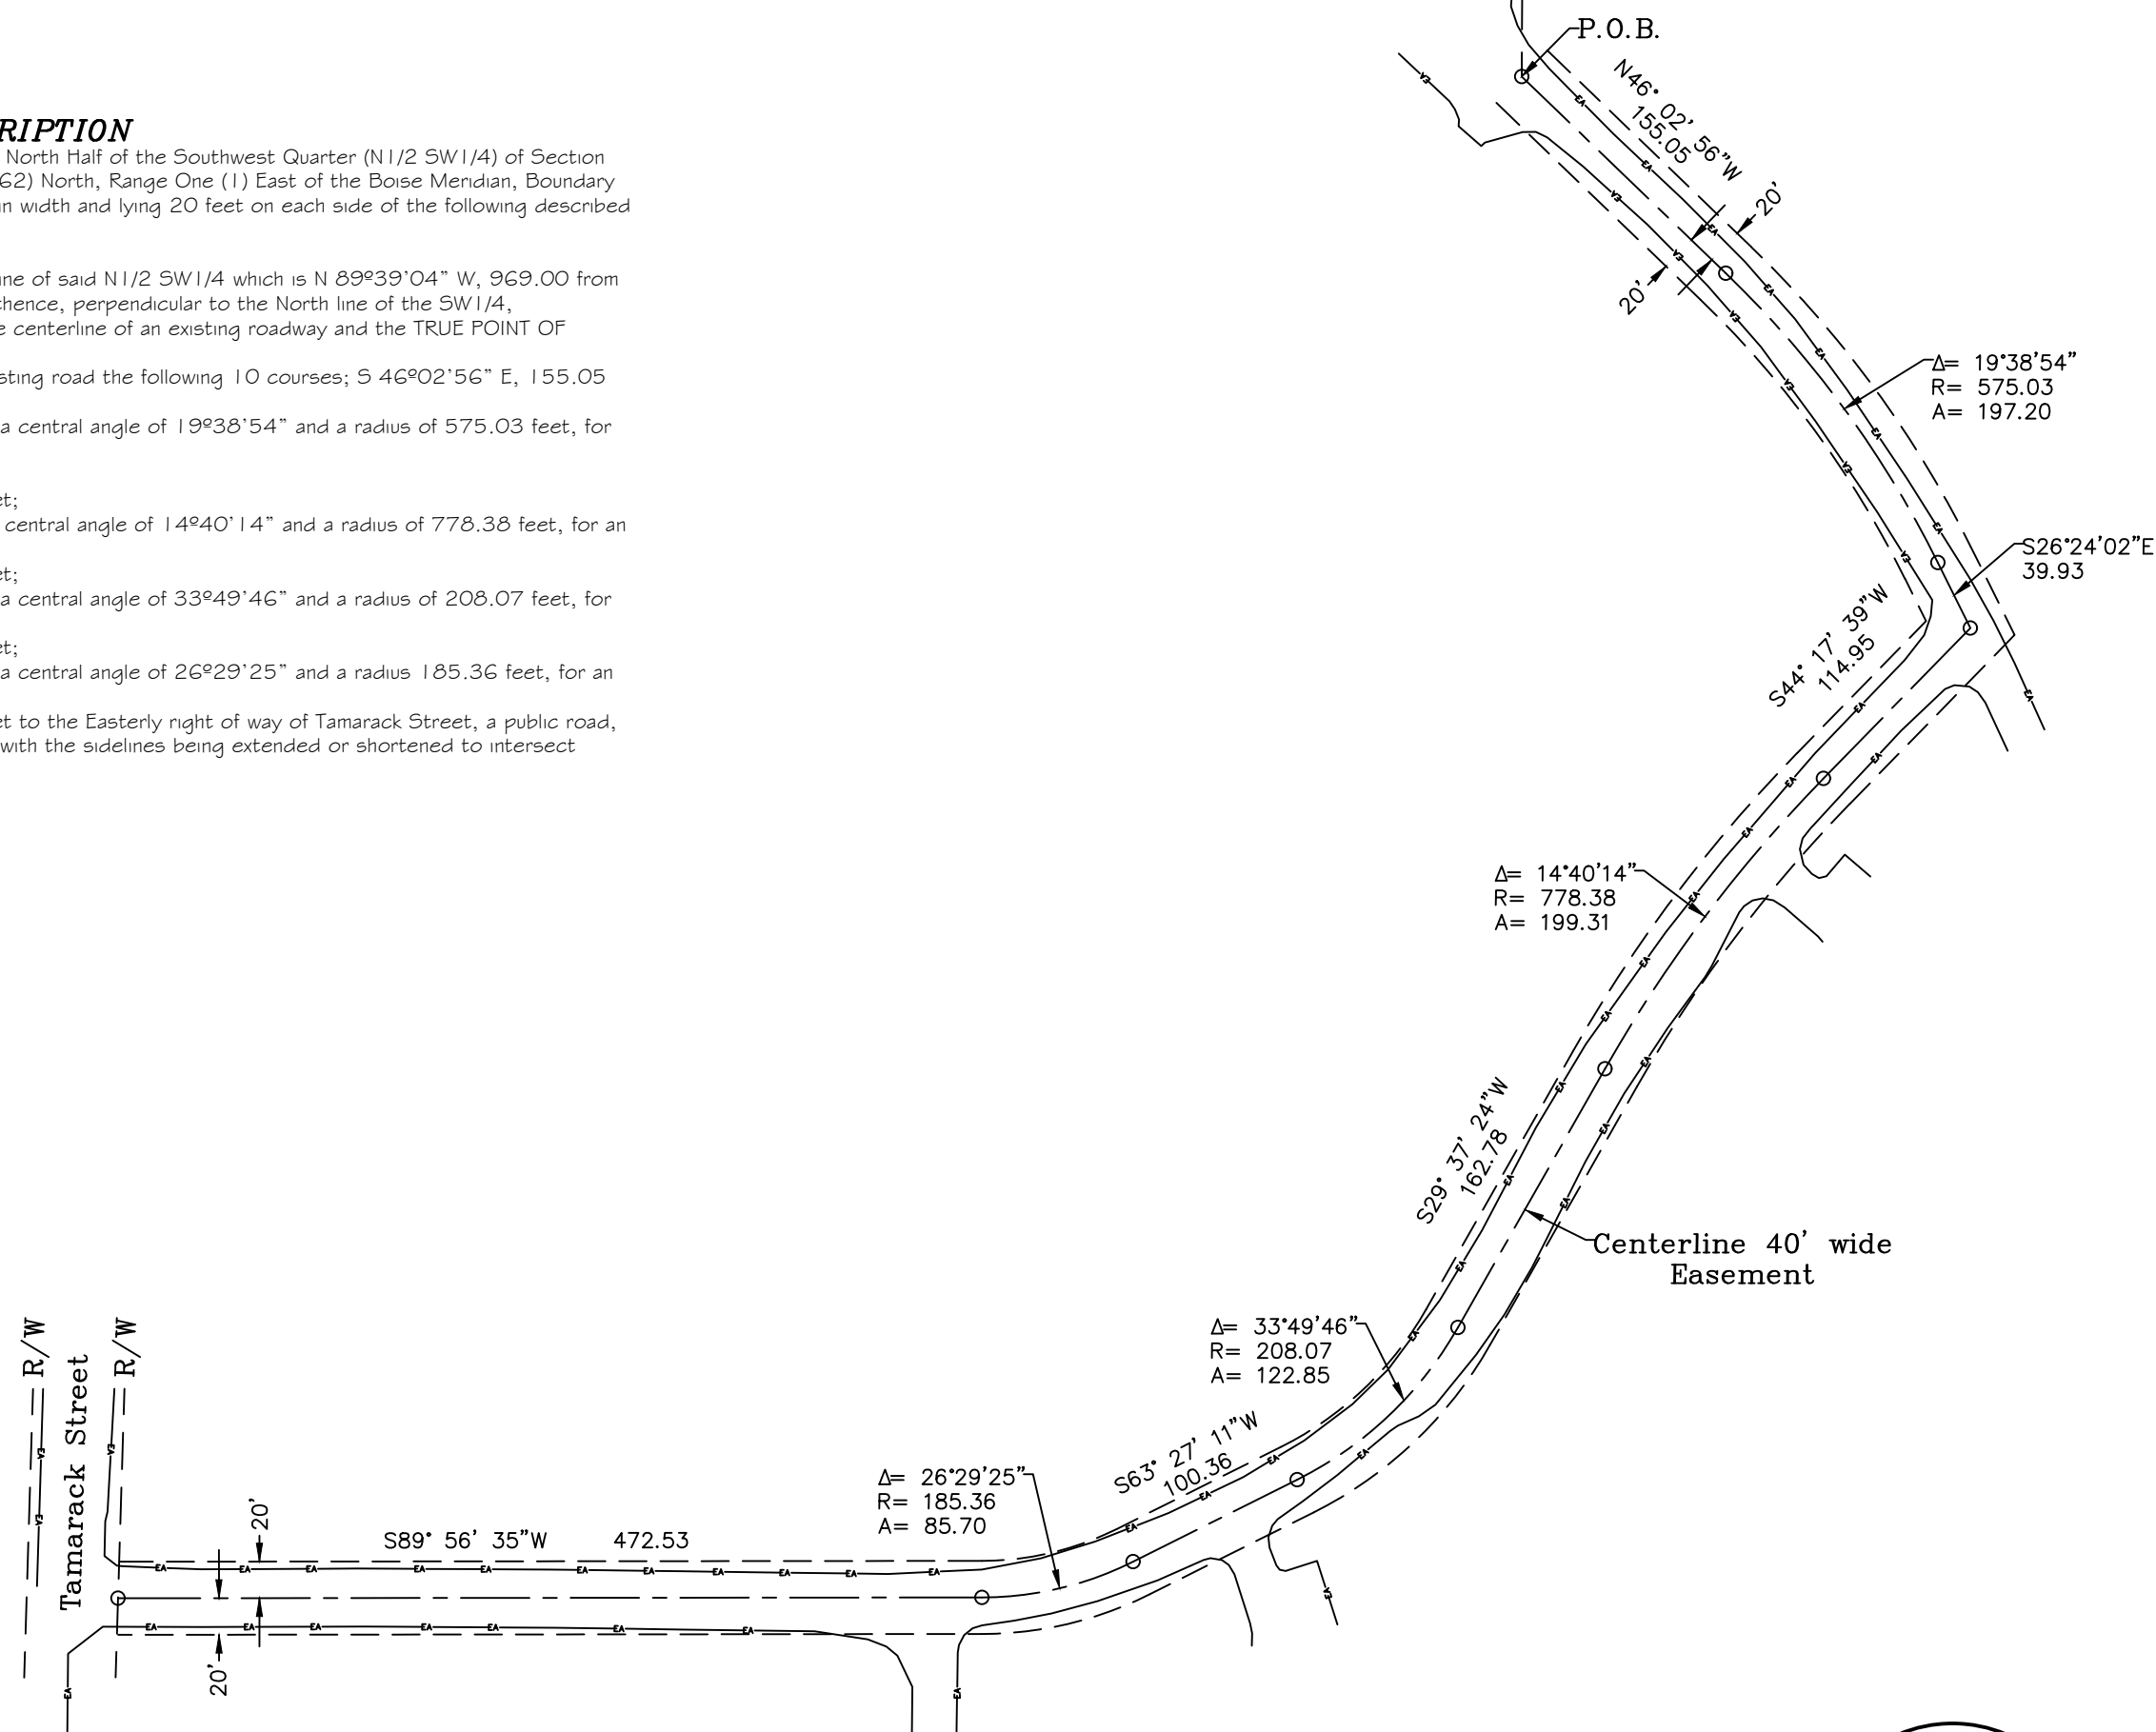 RIPTION
North Half of the Southwest Quarter (N1/2 SW1/4) of Section
62) North, Range One (1) East of the Boise Meridian, Boundary
in width and lying 20 feet on each side of the following described
ine of said N1/2 SW1/4 which is N 89º39'04" W, 969.00 from
thence, perpendicular to the North line of the SW1/4,
e centerline of an existing roadway and the TRUE POINT OF
sting road the following 10 courses; S 46º02'56" E, 155.05
a central angle of 19º38'54" and a radius of 575.03 feet, for
et;
central angle of 14º40'14" and a radius of 778.38 feet, for an
et;
a central angle of 33º49'46" and a radius of 208.07 feet, for
et;
a central angle of 26º29'25" and a radius 185.36 feet, for an
et to the Easterly right of way of Tamarack Street, a public road,
with the sidelines being extended or shortened to intersect
P.O.B.
N46° 02' 56"W
155.05
20'
20'
Δ= 19°38'54"
R= 575.03
A= 197.20
S26°24'02"E
39.93
S44° 17' 39"W
114.95
Δ= 14°40'14"
R= 778.38
A= 199.31
S29° 37' 24"W
162.78
Centerline 40' wide
Easement
Δ= 33°49'46"
R= 208.07
A= 122.85
S63° 27' 11"W
100.36
Δ= 26°29'25"
R= 185.36
A= 85.70
S89° 56' 35"W 472.53
20'
20'
R/W
Tamarack Street
R/W